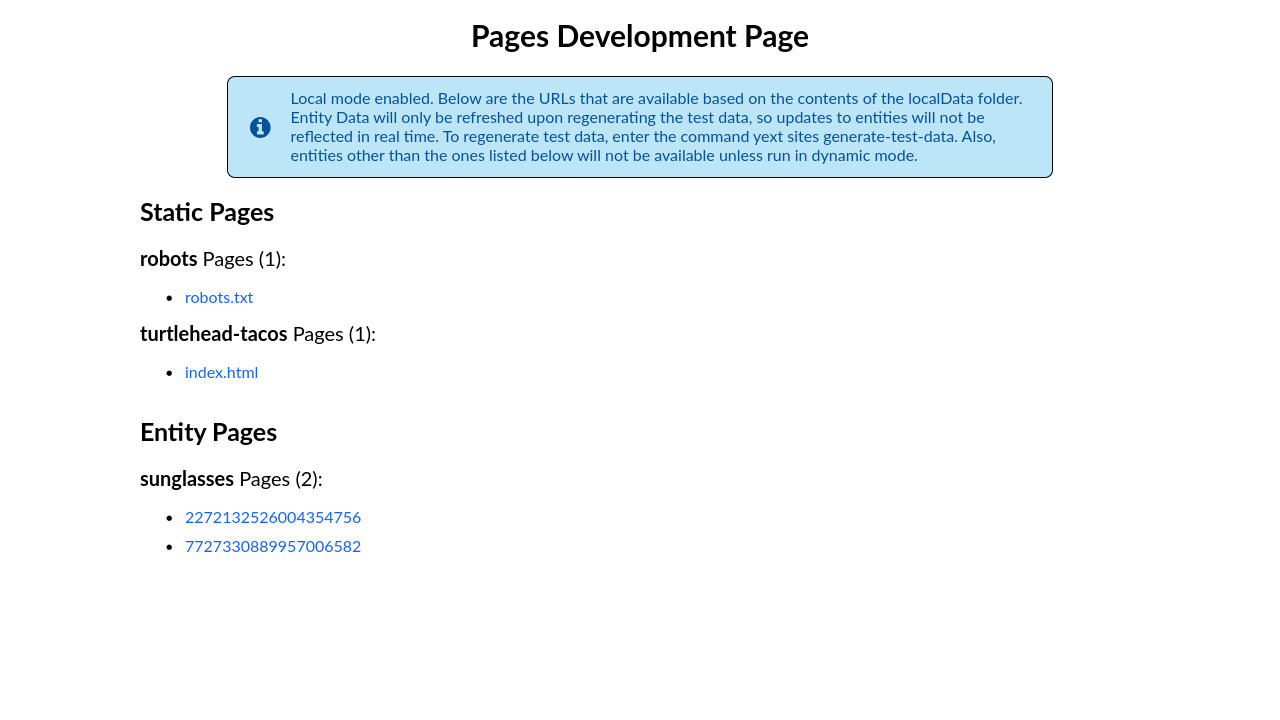 Pages Development Page
Local mode enabled. Below are the URLs that are available based on the contents of the localData folder.
Entity Data will only be refreshed upon regenerating the test data, so updates to entities will not be
reflected in real time. To regenerate test data, enter the command yext sites generate-test-data. Also,
entities other than the ones listed below will not be available unless run in dynamic mode.
Static Pages
robots Pages (1):
• robots.txt
turtlehead-tacos Pages (1):
• index.html
Entity Pages
sunglasses Pages (2):
• 2272132526004354756
• 7727330889957006582